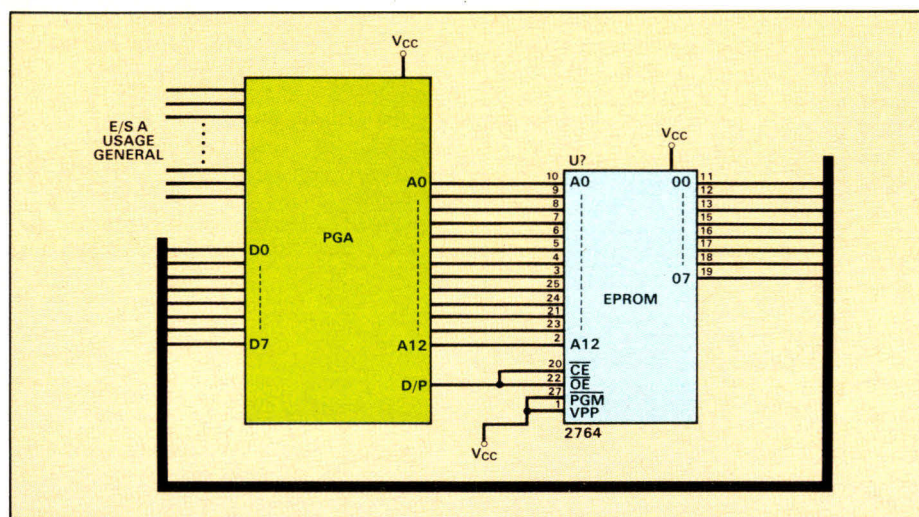 Vcc
E/S A
USAGE
GENERAL
PGA
A0
A12
D0
D7
D/P
Vcc
U?
Vcc
10
9
8
7
6
5
4
3
25
24
21
23
2
20
22
27
1
A0
A12
CE
OE
PGM
VPP
EPROM
00
07
11
12
13
15
16
17
18
19
2764